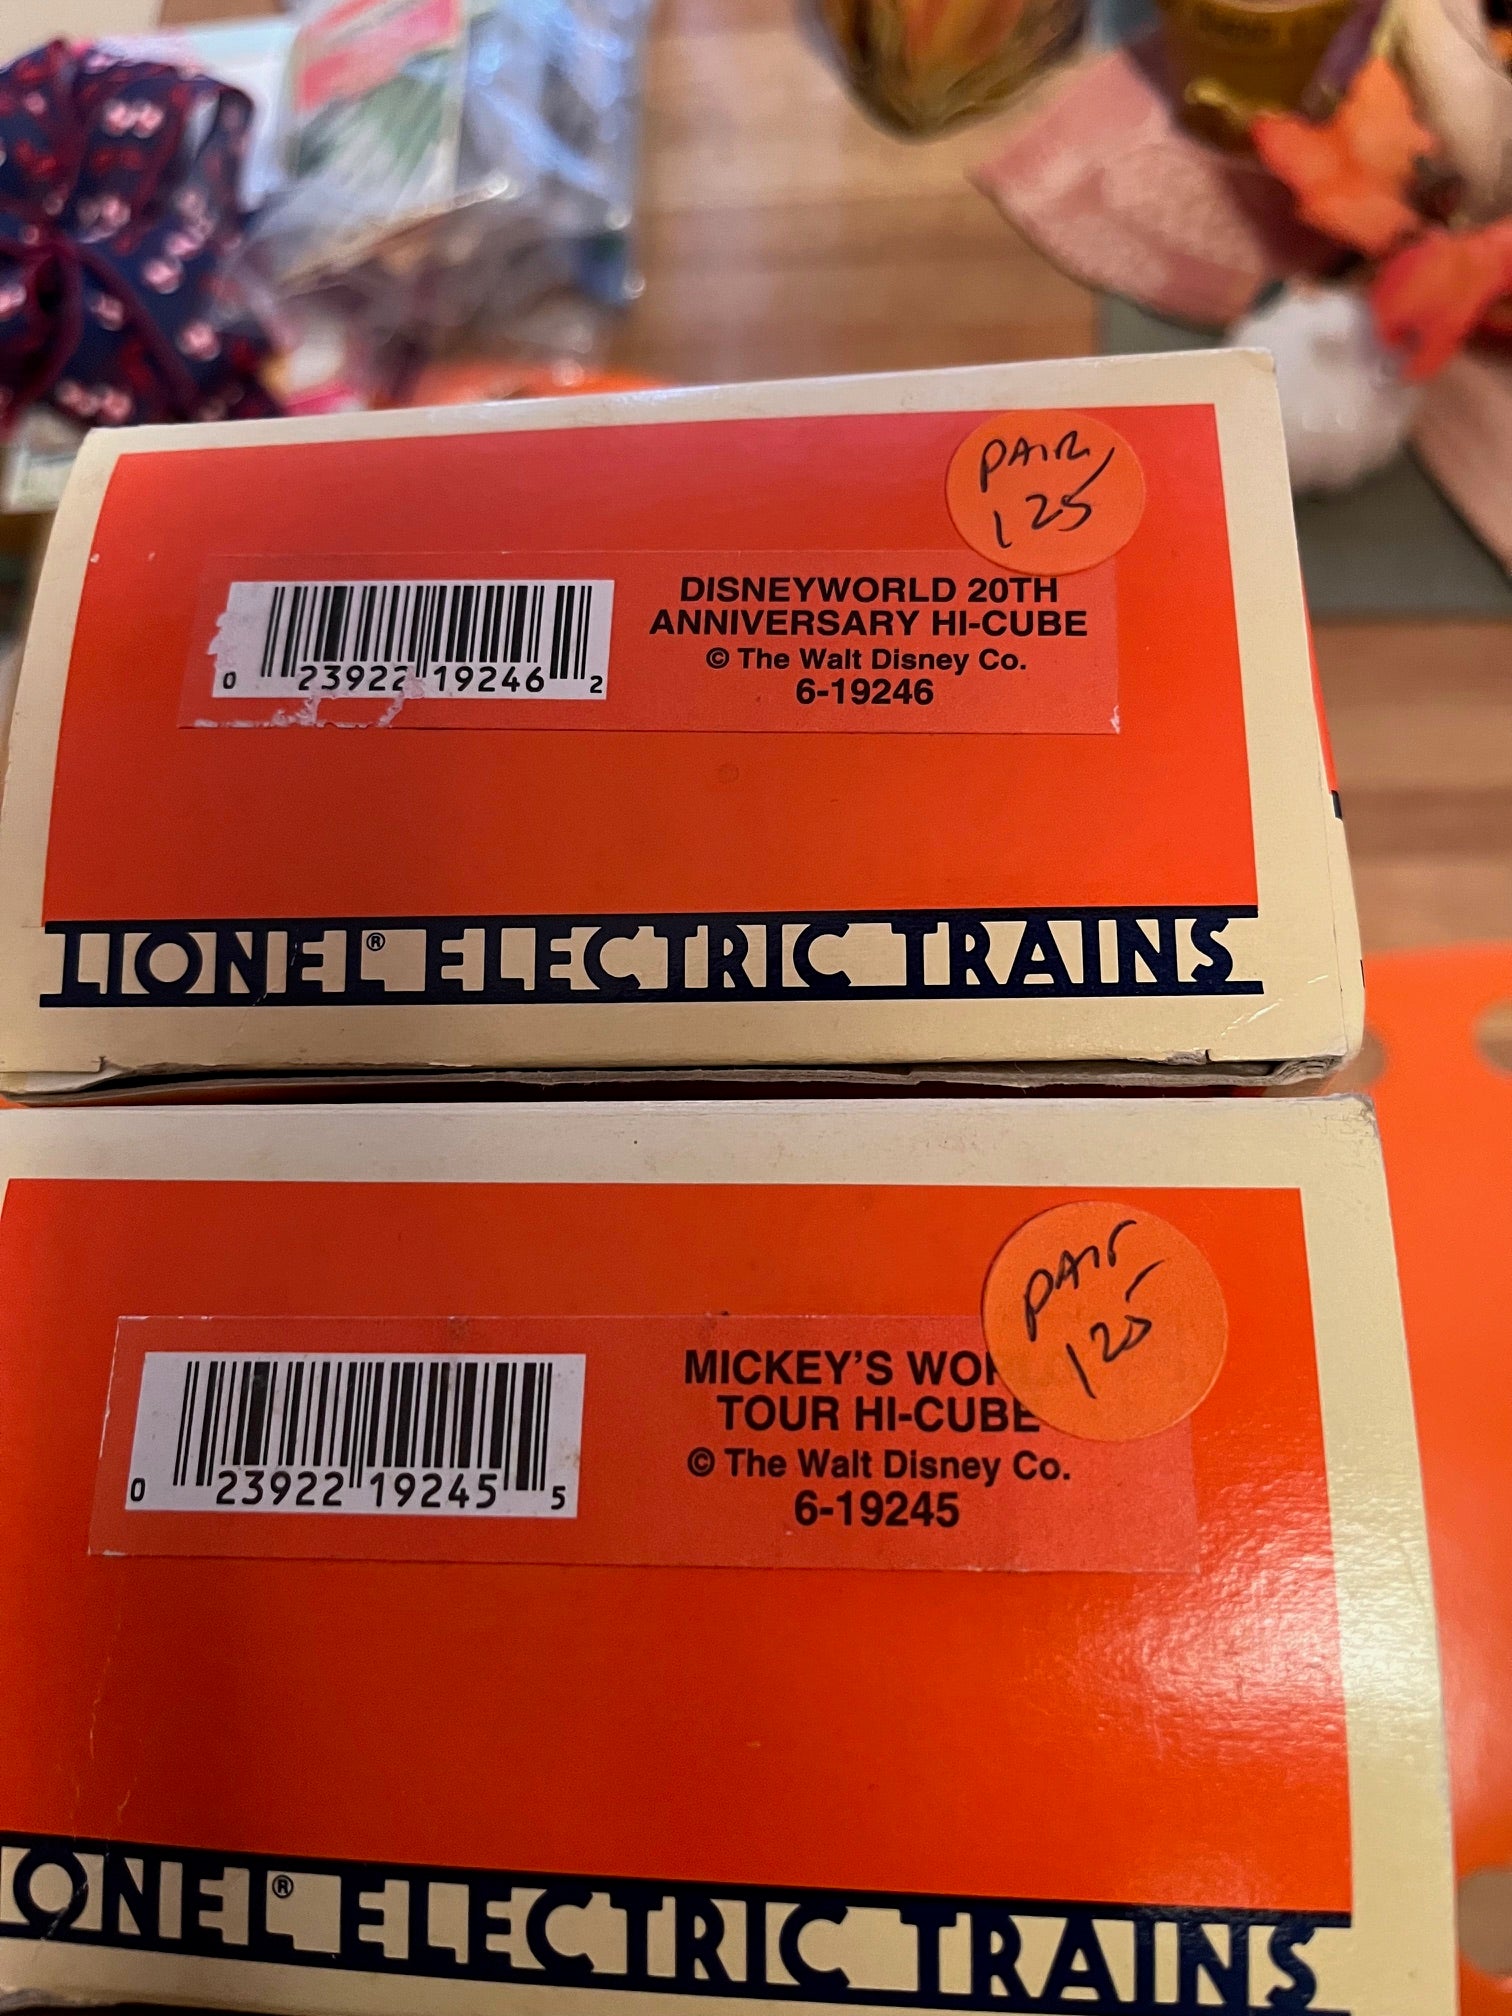 PAIR
125
DISNEYWORLD 20TH
ANNIVERSARY HI-CUBE
© The Walt Disney Co.
6-19246
0 23922 19246 2
LIONEL® ELECTRIC TRAINS
PAIR
125
MICKEY'S WOR
TOUR HI-CUBE
© The Walt Disney Co.
6-19245
0 23922 19245 5
IONEL® ELECTRIC TRAINS